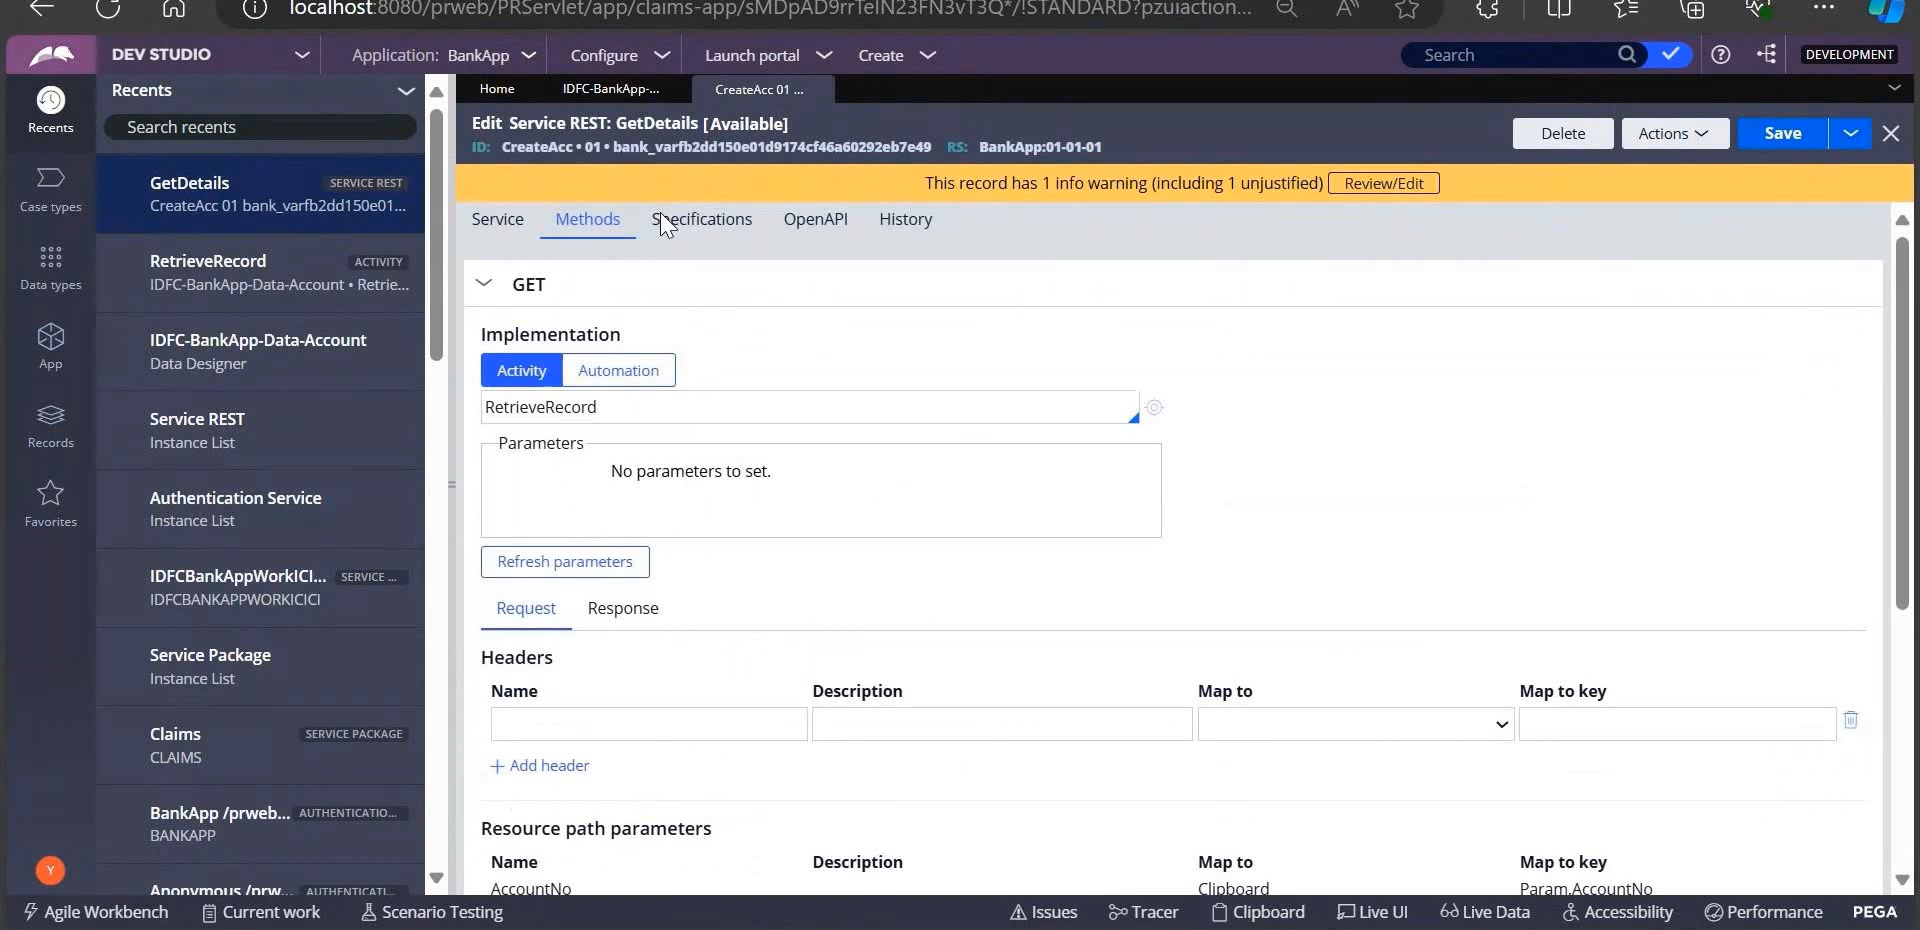 localhost:8080/prweb/PRServlet/app/claims-app/sMDpAD9rrTeIN23FN3vT3Q*/!STANDARD?pzuiaction...
DEV STUDIO
Application: BankApp
Configure
Launch portal
Create
Search
DEVELOPMENT
Recents
Search recents
Home
IDFC-BankApp-...
CreateAcc 01 ...
Edit Service REST: GetDetails [Available]
ID: CreateAcc • 01 • bank_varfb2dd150e01d9174cf46a60292eb7e49 RS: BankApp:01-01-01
Delete
Actions
Save
This record has 1 info warning (including 1 unjustified) Review/Edit
Service
Methods
Specifications
OpenAPI
History
Recents
Case types
Data types
App
Records
Favorites
Y
GetDetails SERVICE REST
CreateAcc 01 bank_varfb2dd150e01...
RetrieveRecord ACTIVITY
IDFC-BankApp-Data-Account • Retrie...
IDFC-BankApp-Data-Account
Data Designer
Service REST
Instance List
Authentication Service
Instance List
IDFCBankAppWorkICI... SERVICE ...
IDFCBANKAPPWORKICICI
Service Package
Instance List
Claims SERVICE PACKAGE
CLAIMS
BankApp /prweb... AUTHENTICATIO...
BANKAPP
Anonymous /prw... AUTHENTICATI...
GET
Implementation
Activity Automation
RetrieveRecord
Parameters
No parameters to set.
Refresh parameters
Request Response
Headers
Name Description Map to Map to key
+ Add header
Resource path parameters
Name Description Map to Map to key
AccountNo Clipboard Param.AccountNo
Agile Workbench
Current work
Scenario Testing
Issues
Tracer
Clipboard
Live UI
Live Data
Accessibility
Performance
PEGA